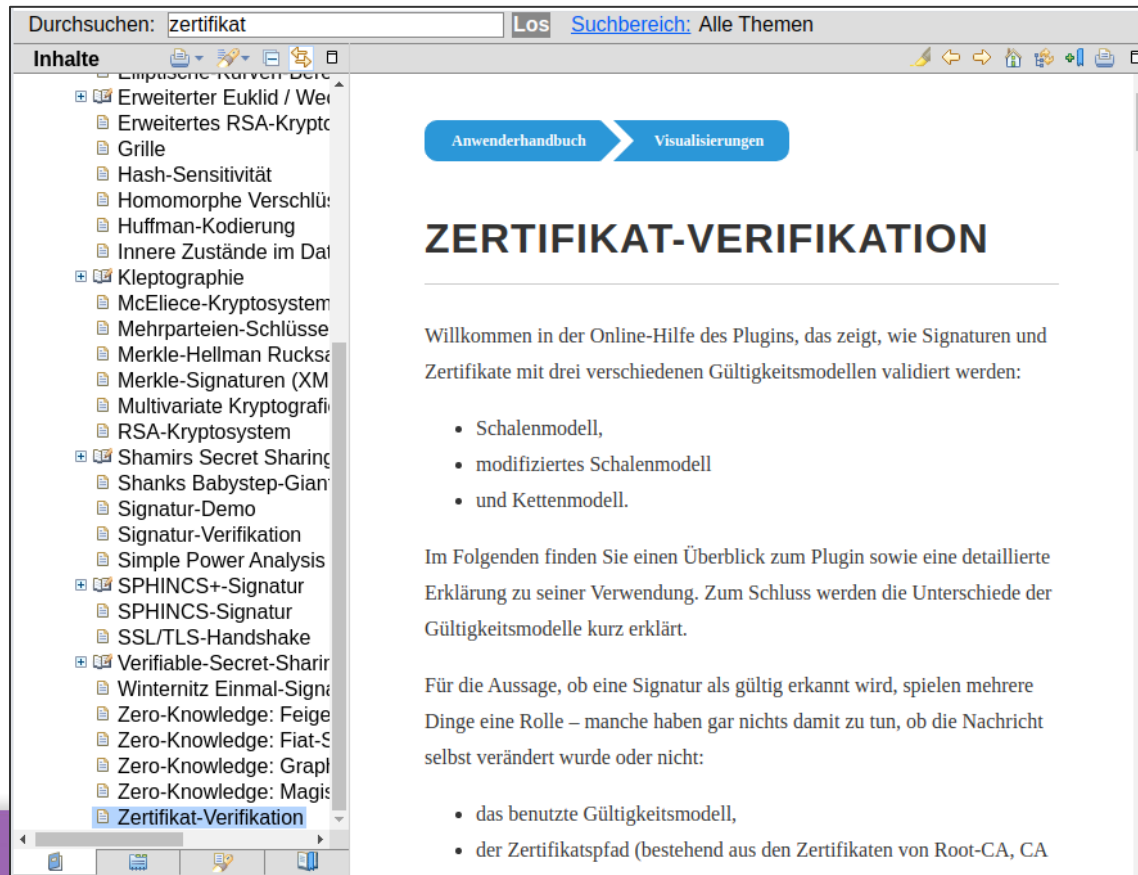 Durchsuchen: zertifikat Los Suchbereich: Alle Themen
Inhalte
Elliptische-Kurven-Bere
Erweiterter Euklid / We
Erweitertes RSA-Krypto
Grille
Hash-Sensitivität
Homomorphe Verschlüs
Huffman-Kodierung
Innere Zustände im Dat
Kleptographie
McEliece-Kryptosystem
Mehrparteien-Schlüsse
Merkle-Hellman Rucksa
Merkle-Signaturen (XM
Multivariate Kryptografi
RSA-Kryptosystem
Shamirs Secret Sharing
Shanks Babystep-Giant
Signatur-Demo
Signatur-Verifikation
Simple Power Analysis
SPHINCS+-Signatur
SPHINCS-Signatur
SSL/TLS-Handshake
Verifiable-Secret-Sharin
Winternitz Einmal-Signa
Zero-Knowledge: Feige
Zero-Knowledge: Fiat-S
Zero-Knowledge: Graph
Zero-Knowledge: Magis
Zertifikat-Verifikation
Anwenderhandbuch Visualisierungen
ZERTIFIKAT-VERIFIKATION
Willkommen in der Online-Hilfe des Plugins, das zeigt, wie Signaturen und
Zertifikate mit drei verschiedenen Gültigkeitsmodellen validiert werden:
• Schalenmodell,
• modifiziertes Schalenmodell
• und Kettenmodell.
Im Folgenden finden Sie einen Überblick zum Plugin sowie eine detaillierte
Erklärung zu seiner Verwendung. Zum Schluss werden die Unterschiede der
Gültigkeitsmodelle kurz erklärt.
Für die Aussage, ob eine Signatur als gültig erkannt wird, spielen mehrere
Dinge eine Rolle – manche haben gar nichts damit zu tun, ob die Nachricht
selbst verändert wurde oder nicht:
• das benutzte Gültigkeitsmodell,
• der Zertifikatspfad (bestehend aus den Zertifikaten von Root-CA, CA